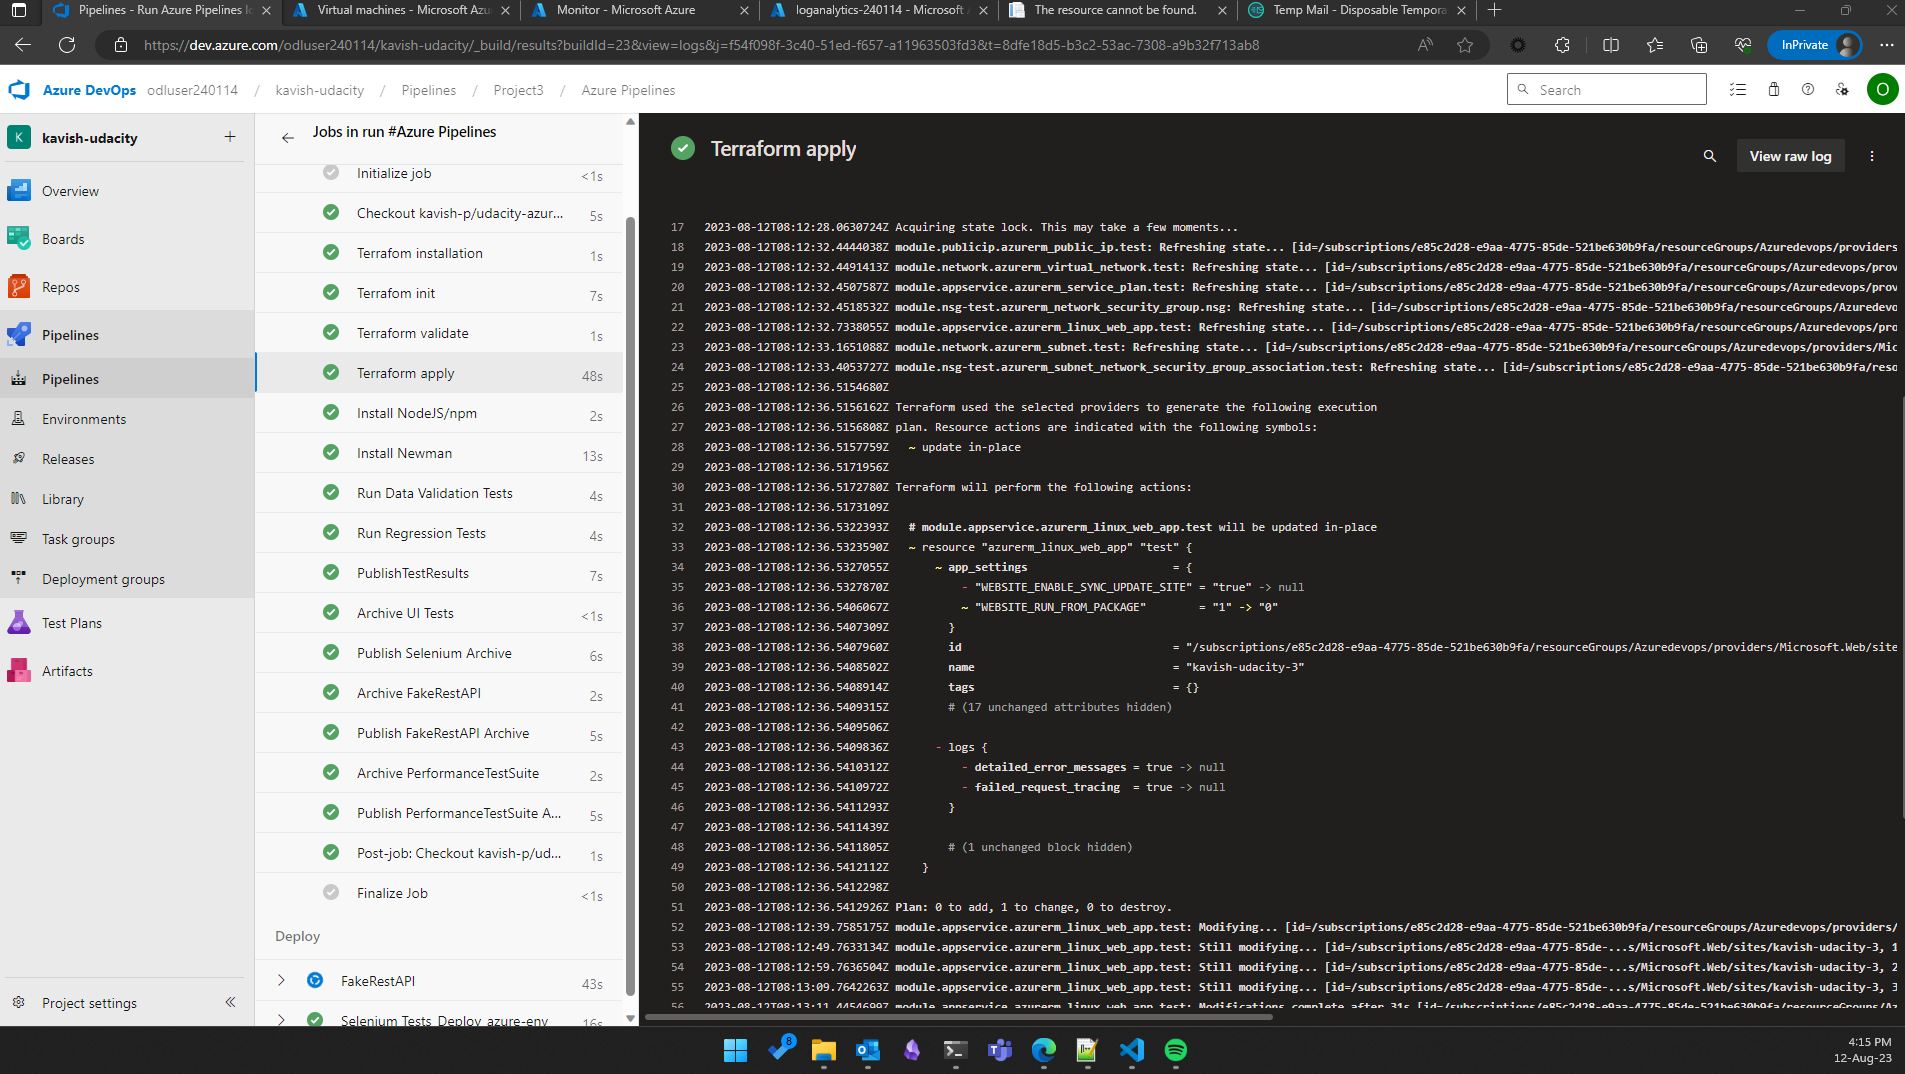 Pipelines - Run Azure Pipelines lo
Virtual machines - Microsoft Azu
Monitor - Microsoft Azure
loganalytics-240114 - Microsoft A
The resource cannot be found.
Temp Mail - Disposable Tempora
https://dev.azure.com/odluser240114/kavish-udacity/_build/results?buildId=23&view=logs&j=f54f098f-3c40-51ed-f657-a11963503fd3&t=8dfe18d5-b3c2-53ac-7308-a9b32f713ab8
InPrivate
Azure DevOps odluser240114 / kavish-udacity / Pipelines / Project3 / Azure Pipelines
Search
O
K kavish-udacity
Overview
Boards
Repos
Pipelines
Pipelines
Environments
Releases
Library
Task groups
Deployment groups
Test Plans
Artifacts
Project settings
Jobs in run #Azure Pipelines
Initialize job <1s
Checkout kavish-p/udacity-azur... 5s
Terrafom installation 1s
Terrafom init 7s
Terraform validate 1s
Terraform apply 48s
Install NodeJS/npm 2s
Install Newman 13s
Run Data Validation Tests 4s
Run Regression Tests 4s
PublishTestResults 7s
Archive UI Tests <1s
Publish Selenium Archive 6s
Archive FakeRestAPI 2s
Publish FakeRestAPI Archive 5s
Archive PerformanceTestSuite 2s
Publish PerformanceTestSuite A... 5s
Post-job: Checkout kavish-p/ud... 1s
Finalize Job <1s
Deploy
FakeRestAPI 43s
Selenium Tests Deploy azure-env 16s
Terraform apply
View raw log
17 2023-08-12T08:12:28.0630724Z Acquiring state lock. This may take a few moments...
18 2023-08-12T08:12:32.4444038Z module.publicip.azurerm_public_ip.test: Refreshing state... [id=/subscriptions/e85c2d28-e9aa-4775-85de-521be630b9fa/resourceGroups/Azuredevops/providers
19 2023-08-12T08:12:32.4491413Z module.network.azurerm_virtual_network.test: Refreshing state... [id=/subscriptions/e85c2d28-e9aa-4775-85de-521be630b9fa/resourceGroups/Azuredevops/prov
20 2023-08-12T08:12:32.4507587Z module.appservice.azurerm_service_plan.test: Refreshing state... [id=/subscriptions/e85c2d28-e9aa-4775-85de-521be630b9fa/resourceGroups/Azuredevops/prov
21 2023-08-12T08:12:32.4518532Z module.nsg-test.azurerm_network_security_group.nsg: Refreshing state... [id=/subscriptions/e85c2d28-e9aa-4775-85de-521be630b9fa/resourceGroups/Azuredevo
22 2023-08-12T08:12:32.7338055Z module.appservice.azurerm_linux_web_app.test: Refreshing state... [id=/subscriptions/e85c2d28-e9aa-4775-85de-521be630b9fa/resourceGroups/Azuredevops/pro
23 2023-08-12T08:12:33.1651088Z module.network.azurerm_subnet.test: Refreshing state... [id=/subscriptions/e85c2d28-e9aa-4775-85de-521be630b9fa/resourceGroups/Azuredevops/providers/Mic
24 2023-08-12T08:12:33.4053727Z module.nsg-test.azurerm_subnet_network_security_group_association.test: Refreshing state... [id=/subscriptions/e85c2d28-e9aa-4775-85de-521be630b9fa/reso
25 2023-08-12T08:12:36.5154680Z
26 2023-08-12T08:12:36.5156162Z Terraform used the selected providers to generate the following execution
27 2023-08-12T08:12:36.5156808Z plan. Resource actions are indicated with the following symbols:
28 2023-08-12T08:12:36.5157759Z ~ update in-place
29 2023-08-12T08:12:36.5171956Z
30 2023-08-12T08:12:36.5172780Z Terraform will perform the following actions:
31 2023-08-12T08:12:36.5173109Z
32 2023-08-12T08:12:36.5322393Z # module.appservice.azurerm_linux_web_app.test will be updated in-place
33 2023-08-12T08:12:36.5323590Z ~ resource "azurerm_linux_web_app" "test" {
34 2023-08-12T08:12:36.5327055Z ~ app_settings = {
35 2023-08-12T08:12:36.5327870Z - "WEBSITE_ENABLE_SYNC_UPDATE_SITE" = "true" -> null
36 2023-08-12T08:12:36.5406067Z ~ "WEBSITE_RUN_FROM_PACKAGE" = "1" -> "0"
37 2023-08-12T08:12:36.5407309Z }
38 2023-08-12T08:12:36.5407960Z id = "/subscriptions/e85c2d28-e9aa-4775-85de-521be630b9fa/resourceGroups/Azuredevops/providers/Microsoft.Web/site
39 2023-08-12T08:12:36.5408502Z name = "kavish-udacity-3"
40 2023-08-12T08:12:36.5408914Z tags = {}
41 2023-08-12T08:12:36.5409315Z # (17 unchanged attributes hidden)
42 2023-08-12T08:12:36.5409506Z
43 2023-08-12T08:12:36.5409836Z - logs {
44 2023-08-12T08:12:36.5410312Z - detailed_error_messages = true -> null
45 2023-08-12T08:12:36.5410972Z - failed_request_tracing = true -> null
46 2023-08-12T08:12:36.5411293Z }
47 2023-08-12T08:12:36.5411439Z
48 2023-08-12T08:12:36.5411805Z # (1 unchanged block hidden)
49 2023-08-12T08:12:36.5412112Z }
50 2023-08-12T08:12:36.5412298Z
51 2023-08-12T08:12:36.5412926Z Plan: 0 to add, 1 to change, 0 to destroy.
52 2023-08-12T08:12:39.7585175Z module.appservice.azurerm_linux_web_app.test: Modifying... [id=/subscriptions/e85c2d28-e9aa-4775-85de-521be630b9fa/resourceGroups/Azuredevops/providers/
53 2023-08-12T08:12:49.7633134Z module.appservice.azurerm_linux_web_app.test: Still modifying... [id=/subscriptions/e85c2d28-e9aa-4775-85de-...s/Microsoft.Web/sites/kavish-udacity-3, 1
54 2023-08-12T08:12:59.7636504Z module.appservice.azurerm_linux_web_app.test: Still modifying... [id=/subscriptions/e85c2d28-e9aa-4775-85de-...s/Microsoft.Web/sites/kavish-udacity-3, 2
55 2023-08-12T08:13:09.7642263Z module.appservice.azurerm_linux_web_app.test: Still modifying... [id=/subscriptions/e85c2d28-e9aa-4775-85de-...s/Microsoft.Web/sites/kavish-udacity-3, 3
56 2023-08-12T08:13:11.4454699Z module.appservice.azurerm_linux_web_app.test: Modifications complete after 31s [id=/subscriptions/e85c2d28-e9aa-4775-85de-521be630b9fa/resourceGroups/Az
8
4:15 PM
12-Aug-23